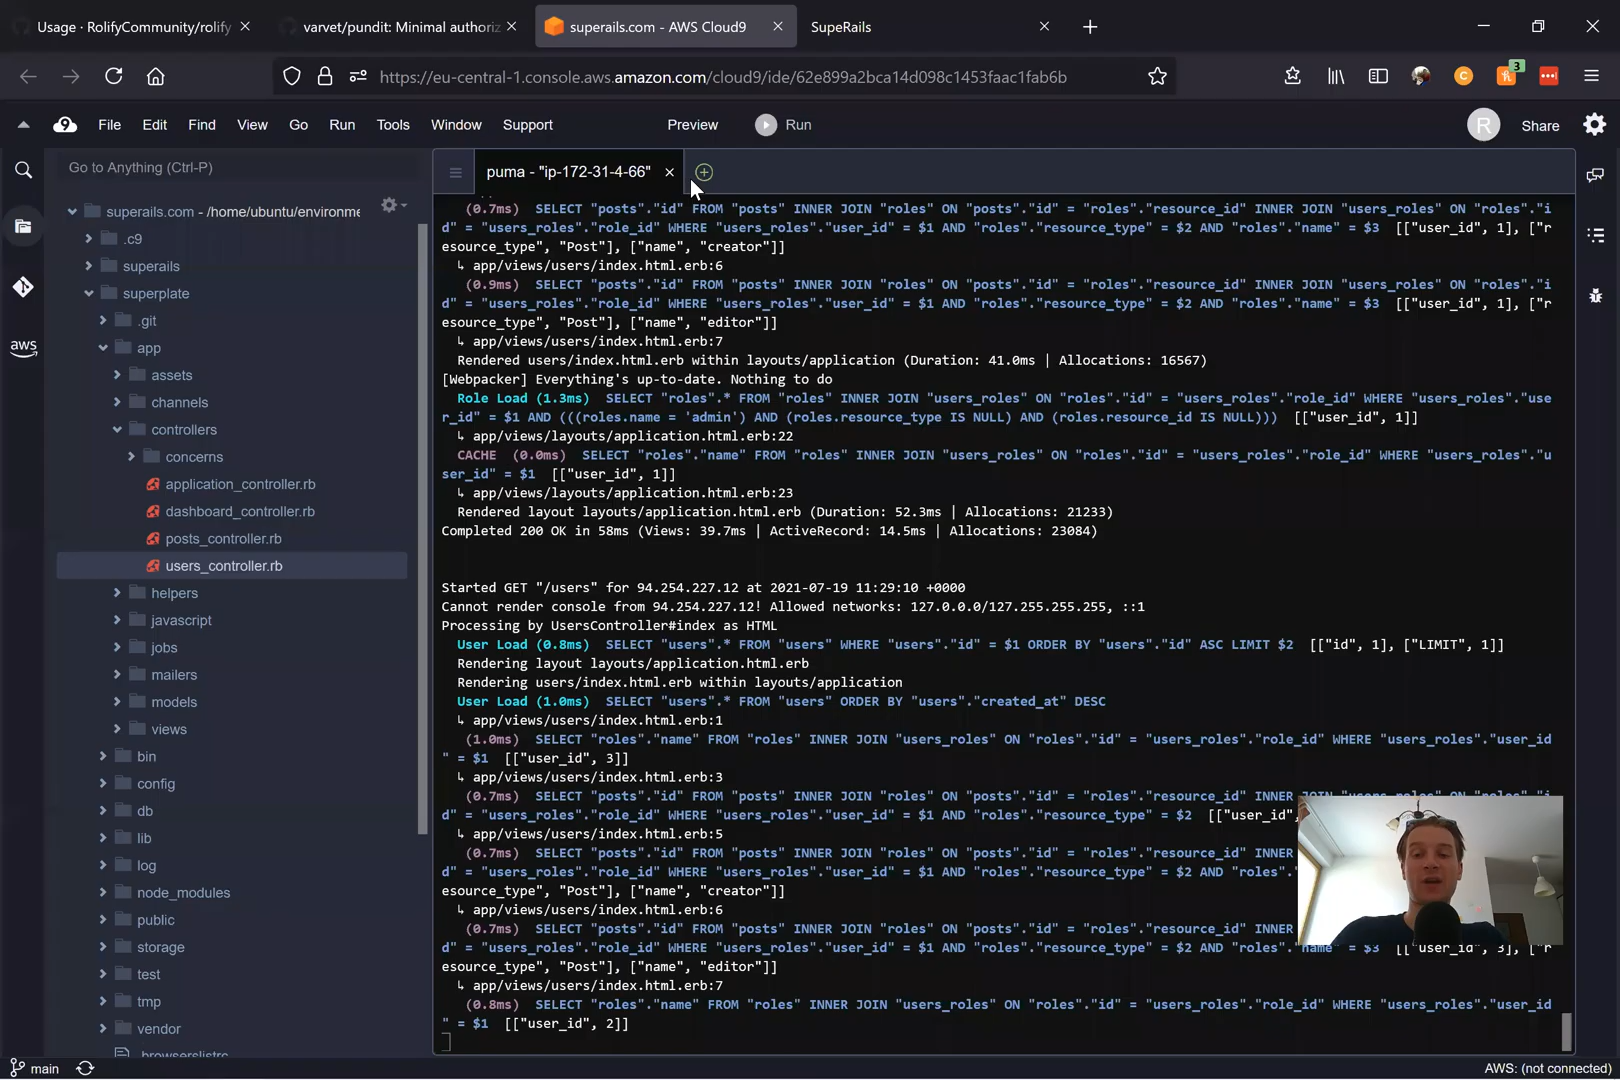 Usage · RolifyCommunity/rolify
varvet/pundit: Minimal authoriz
superails.com - AWS Cloud9
SupeRails
https://eu-central-1.console.aws.amazon.com/cloud9/ide/62e899a2bca14d098c1453faac1fab6b
C
3
9
File Edit Find View Go Run Tools Window Support Preview Run
R
Share
Go to Anything (Ctrl-P)
puma - "ip-172-31-4-66"
superails.com - /home/ubuntu/environme
.c9
superails
superplate
.git
aws
app
assets
channels
controllers
concerns
application_controller.rb
dashboard_controller.rb
posts_controller.rb
users_controller.rb
helpers
javascript
jobs
mailers
models
views
bin
config
db
lib
log
node_modules
public
storage
test
tmp
vendor
.browserslistrc
(0.7ms) SELECT "posts"."id" FROM "posts" INNER JOIN "roles" ON "posts"."id" = "roles"."resource_id" INNER JOIN "users_roles" ON "roles"."i
d" = "users_roles"."role_id" WHERE "users_roles"."user_id" = $1 AND "roles"."resource_type" = $2 AND "roles"."name" = $3 [["user_id", 1], ["r
esource_type", "Post"], ["name", "creator"]]
↳ app/views/users/index.html.erb:6
(0.9ms) SELECT "posts"."id" FROM "posts" INNER JOIN "roles" ON "posts"."id" = "roles"."resource_id" INNER JOIN "users_roles" ON "roles"."i
d" = "users_roles"."role_id" WHERE "users_roles"."user_id" = $1 AND "roles"."resource_type" = $2 AND "roles"."name" = $3 [["user_id", 1], ["r
esource_type", "Post"], ["name", "editor"]]
↳ app/views/users/index.html.erb:7
Rendered users/index.html.erb within layouts/application (Duration: 41.0ms | Allocations: 16567)
[Webpacker] Everything's up-to-date. Nothing to do
Role Load (1.3ms) SELECT "roles".* FROM "roles" INNER JOIN "users_roles" ON "roles"."id" = "users_roles"."role_id" WHERE "users_roles"."use
r_id" = $1 AND (((roles.name = 'admin') AND (roles.resource_type IS NULL) AND (roles.resource_id IS NULL))) [["user_id", 1]]
↳ app/views/layouts/application.html.erb:22
CACHE (0.0ms) SELECT "roles"."name" FROM "roles" INNER JOIN "users_roles" ON "roles"."id" = "users_roles"."role_id" WHERE "users_roles"."u
ser_id" = $1 [["user_id", 1]]
↳ app/views/layouts/application.html.erb:23
Rendered layout layouts/application.html.erb (Duration: 52.3ms | Allocations: 21233)
Completed 200 OK in 58ms (Views: 39.7ms | ActiveRecord: 14.5ms | Allocations: 23084)
Started GET "/users" for 94.254.227.12 at 2021-07-19 11:29:10 +0000
Cannot render console from 94.254.227.12! Allowed networks: 127.0.0.0/127.255.255.255, ::1
Processing by UsersController#index as HTML
User Load (0.8ms) SELECT "users".* FROM "users" WHERE "users"."id" = $1 ORDER BY "users"."id" ASC LIMIT $2 [["id", 1], ["LIMIT", 1]]
Rendering layout layouts/application.html.erb
Rendering users/index.html.erb within layouts/application
User Load (1.0ms) SELECT "users".* FROM "users" ORDER BY "users"."created_at" DESC
↳ app/views/users/index.html.erb:1
(1.0ms) SELECT "roles"."name" FROM "roles" INNER JOIN "users_roles" ON "roles"."id" = "users_roles"."role_id" WHERE "users_roles"."user_id
" = $1 [["user_id", 3]]
↳ app/views/users/index.html.erb:3
(0.7ms) SELECT "posts"."id" FROM "posts" INNER JOIN "roles" ON "posts"."id" = "roles"."resource_id" INNER JOIN "users_roles" ON "roles"."i
d" = "users_roles"."role_id" WHERE "users_roles"."user_id" = $1 AND "roles"."resource_type" = $2 [["user_id",
↳ app/views/users/index.html.erb:5
(0.7ms) SELECT "posts"."id" FROM "posts" INNER JOIN "roles" ON "posts"."id" = "roles"."resource_id" INNER
d" = "users_roles"."role_id" WHERE "users_roles"."user_id" = $1 AND "roles"."resource_type" = $2 AND "roles"."
esource_type", "Post"], ["name", "creator"]]
↳ app/views/users/index.html.erb:6
(0.7ms) SELECT "posts"."id" FROM "posts" INNER JOIN "roles" ON "posts"."id" = "roles"."resource_id" INNER
d" = "users_roles"."role_id" WHERE "users_roles"."user_id" = $1 AND "roles"."resource_type" = $2 AND "roles"."name" = $3 [["user_id", 3], ["r
esource_type", "Post"], ["name", "editor"]]
↳ app/views/users/index.html.erb:7
(0.8ms) SELECT "roles"."name" FROM "roles" INNER JOIN "users_roles" ON "roles"."id" = "users_roles"."role_id" WHERE "users_roles"."user_id
" = $1 [["user_id", 2]]
main
AWS: (not connected)